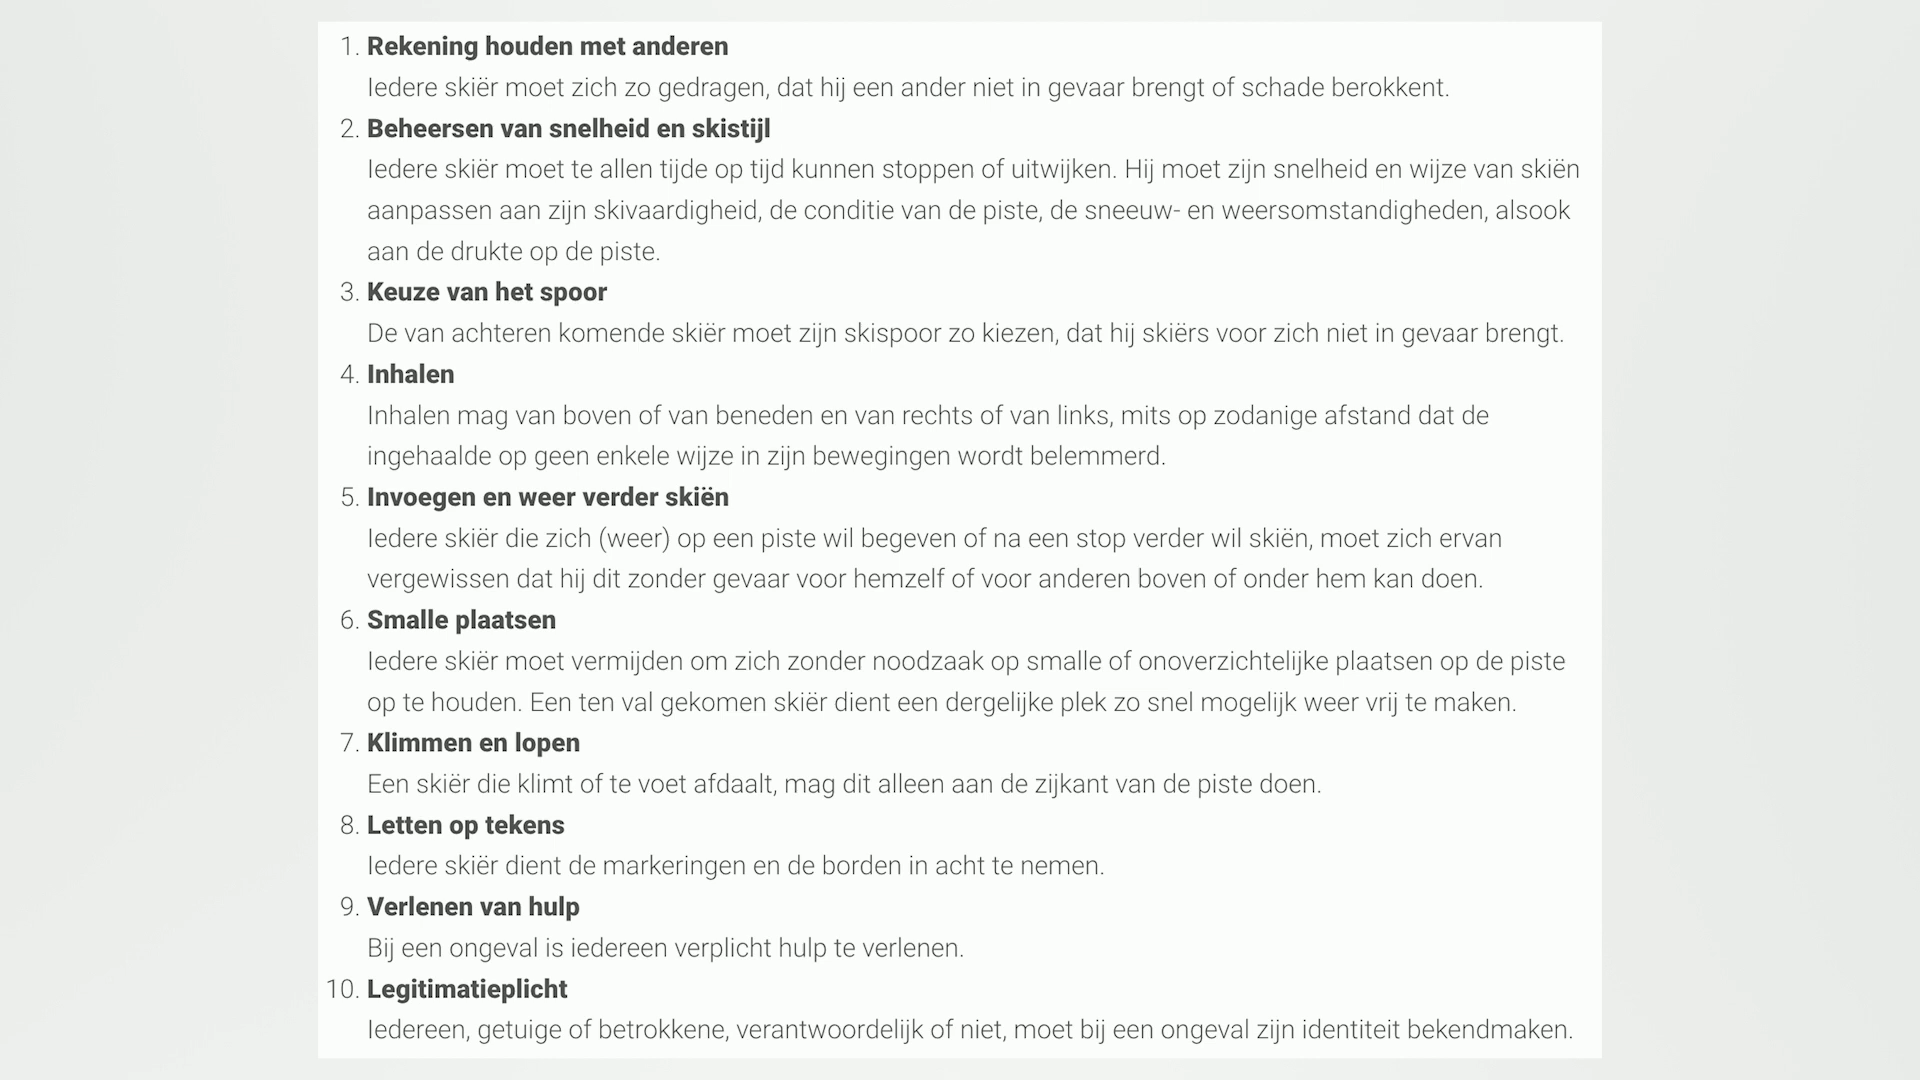 1. Rekening houden met anderen
Iedere skiër moet zich zo gedragen, dat hij een ander niet in gevaar brengt of schade berokkent.
2. Beheersen van snelheid en skistijl
Iedere skiër moet te allen tijde op tijd kunnen stoppen of uitwijken. Hij moet zijn snelheid en wijze van skiën
aanpassen aan zijn skivaardigheid, de conditie van de piste, de sneeuw- en weersomstandigheden, alsook
aan de drukte op de piste.
3. Keuze van het spoor
De van achteren komende skiër moet zijn skispoor zo kiezen, dat hij skiërs voor zich niet in gevaar brengt.
4. Inhalen
Inhalen mag van boven of van beneden en van rechts of van links, mits op zodanige afstand dat de
ingehaalde op geen enkele wijze in zijn bewegingen wordt belemmerd.
5. Invoegen en weer verder skiën
Iedere skiër die zich (weer) op een piste wil begeven of na een stop verder wil skiën, moet zich ervan
vergewissen dat hij dit zonder gevaar voor hemzelf of voor anderen boven of onder hem kan doen.
6. Smalle plaatsen
Iedere skiër moet vermijden om zich zonder noodzaak op smalle of onoverzichtelijke plaatsen op de piste
op te houden. Een ten val gekomen skiër dient een dergelijke plek zo snel mogelijk weer vrij te maken.
7. Klimmen en lopen
Een skiër die klimt of te voet afdaalt, mag dit alleen aan de zijkant van de piste doen.
8. Letten op tekens
Iedere skiër dient de markeringen en de borden in acht te nemen.
9. Verlenen van hulp
Bij een ongeval is iedereen verplicht hulp te verlenen.
10. Legitimatieplicht
Iedereen, getuige of betrokkene, verantwoordelijk of niet, moet bij een ongeval zijn identiteit bekendmaken.